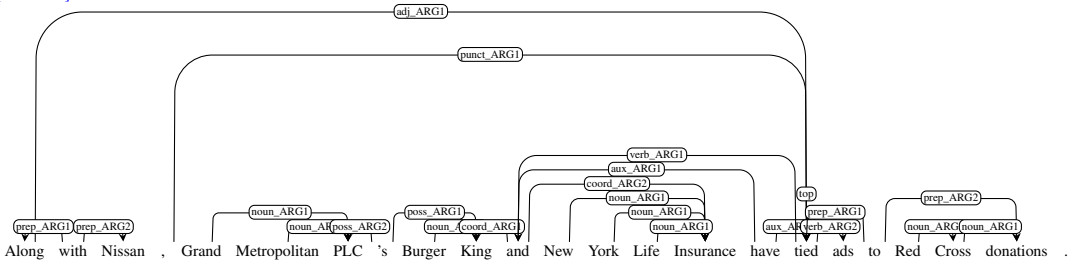 adj_ARG1
punct_ARG1
verb_ARG1
aux_ARG1
coord_ARG2
noun_ARG1 top prep_ARG2
noun_ARG1 poss_ARG1 noun_ARG1 prep_ARG1
prep_ARG1 prep_ARG2 poss_ARG2 coord_ARG1 noun_ARG1 verb_ARG2 noun_ARG1
Along with Nissan , Grand Metropolitan PLC 's Burger King and New York Life Insurance have tied ads to Red Cross donations .